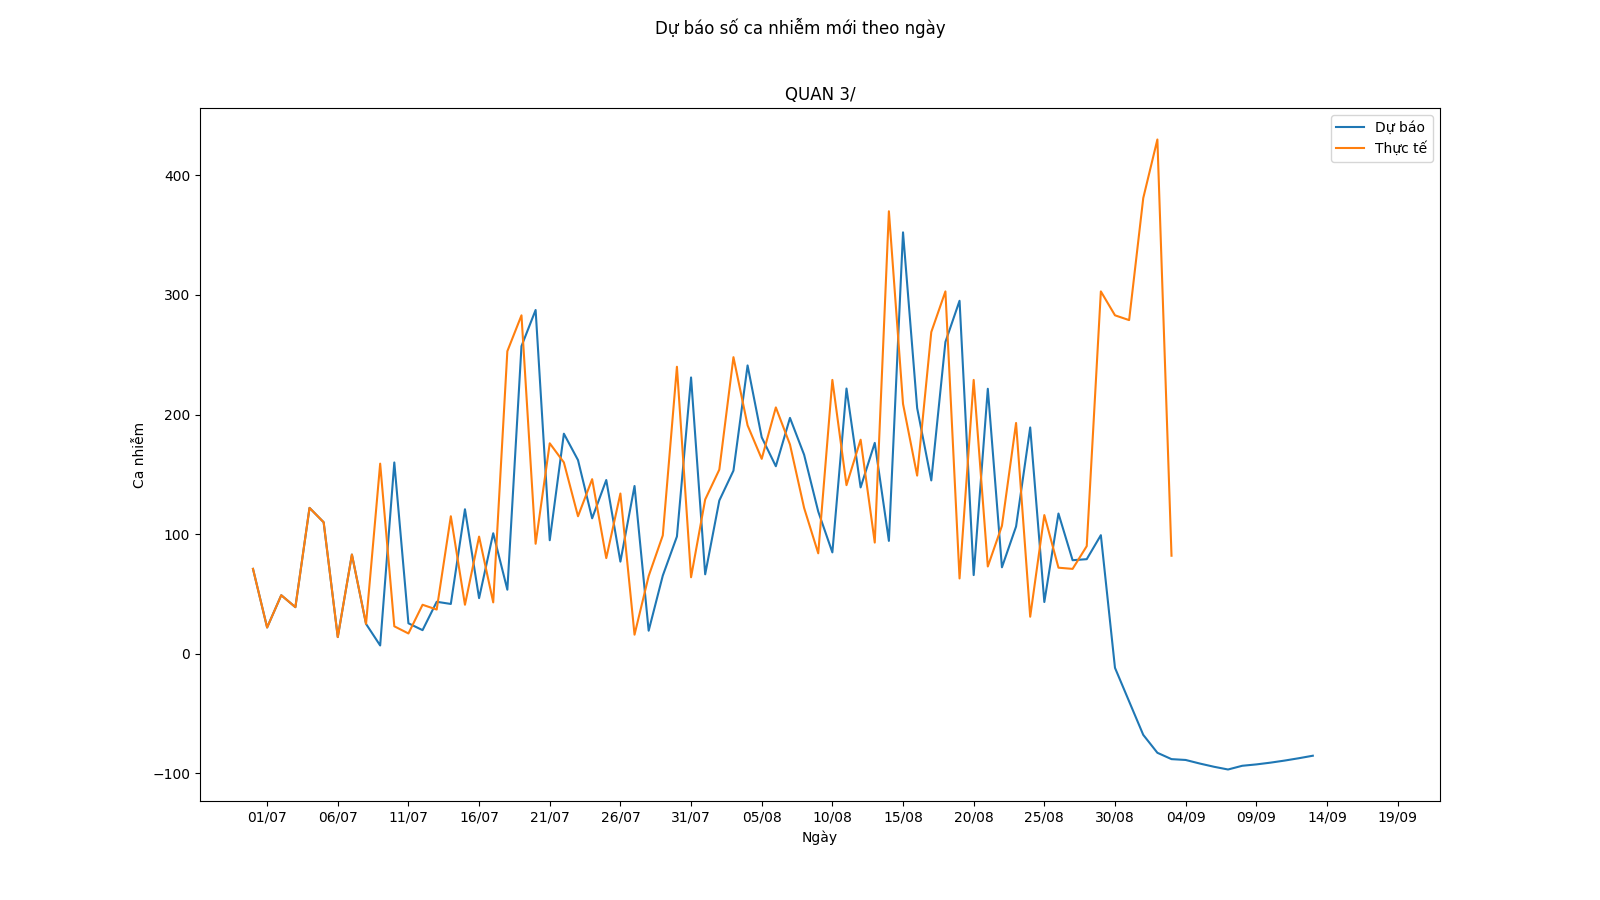 Dự báo số ca nhiễm mới theo ngày
QUAN 3/
Dự báo
Thực tế
400
300
200
100
0
−100
Ca nhiễm
01/07 06/07 11/07 16/07 21/07 26/07 31/07 05/08 10/08 15/08 20/08 25/08 30/08 04/09 09/09 14/09 19/09
Ngày